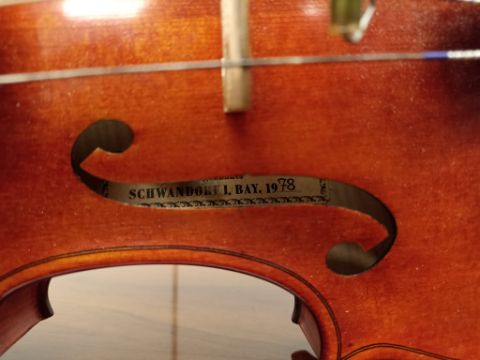 SCHWANDORF I. BAY. 1978